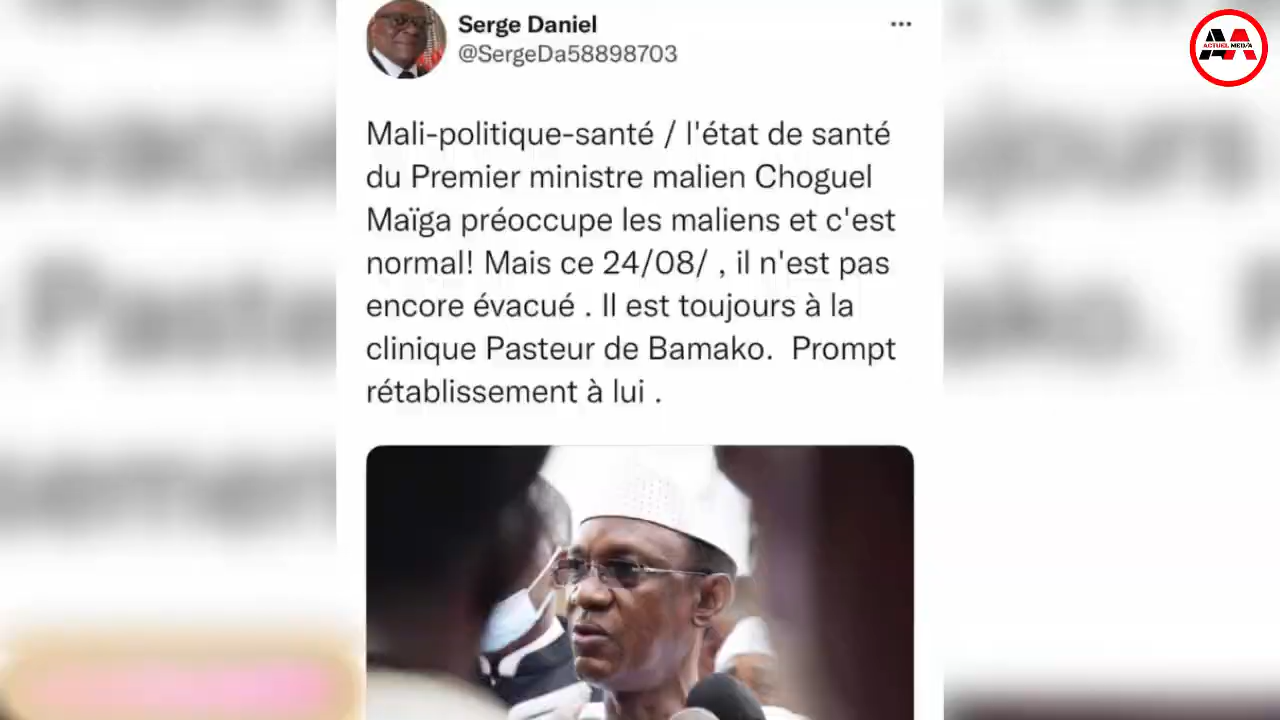 Serge Daniel
@SergeDa58898703
ACTUEL MEDIA
Mali-politique-santé / l'état de santé
du Premier ministre malien Choguel
Maïga préoccupe les maliens et c'est
normal! Mais ce 24/08/ , il n'est pas
encore évacué . Il est toujours à la
clinique Pasteur de Bamako.  Prompt
rétablissement à lui .